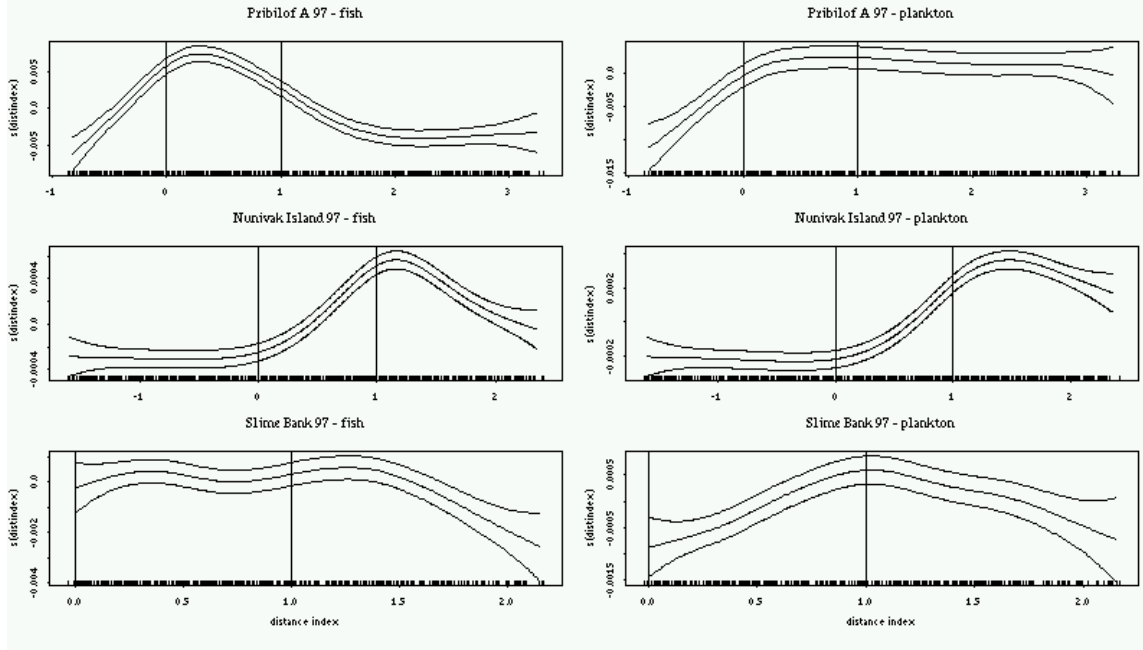 Pribilof A 97 - fish
Pribilof A 97 - plankton
s(distindex)
0.005
0.0
-0.005
-1 0 1 2 3
s(distindex)
0.0
-0.005
-0.015
-1 0 1 2 3
Nunivak Island 97 - fish
Nunivak Island 97 - plankton
s(distindex)
0.0004
0.0
-0.0004
-1 0 1 2
s(distindex)
0.0002
-0.0002
-1 0 1 2
Slime Bank 97 - fish
Slime Bank 97 - plankton
s(distindex)
0.0
-0.002
-0.004
0.0 0.5 1.0 1.5 2.0
distance index
s(distindex)
0.0005
-0.0005
-0.0015
0.0 0.5 1.0 1.5 2.0
distance index